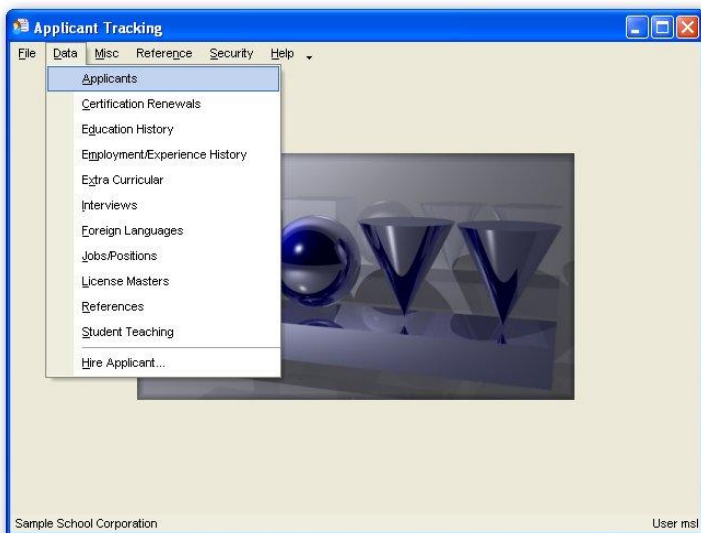 Applicant Tracking
File Data Misc Reference Security Help
Applicants
Certification Renewals
Education History
Employment/Experience History
Extra Curricular
Interviews
Foreign Languages
Jobs/Positions
License Masters
References
Student Teaching
Hire Applicant...
Sample School Corporation User msl